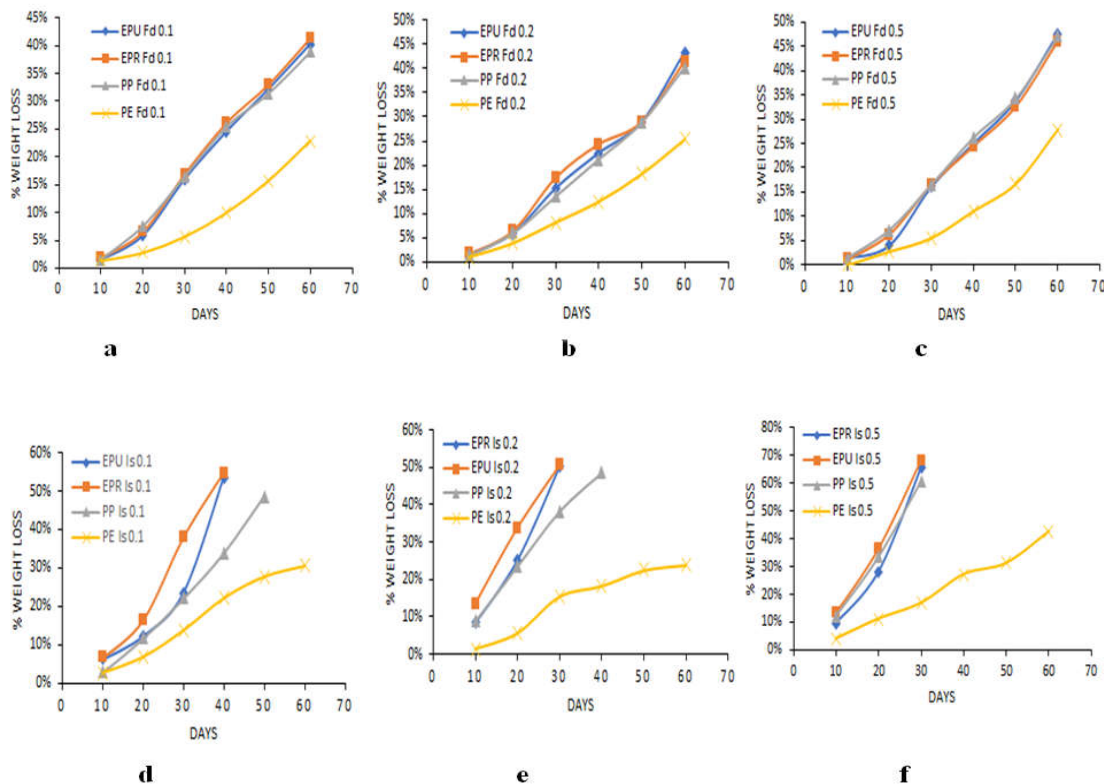 45%
40%
35%
30%
25%
20%
15%
10%
5%
0%
% WEIGHT LOSS
EPU Fd 0.1
EPR Fd 0.1
PP Fd 0.1
PE Fd 0.1
0 10 20 30 40 50 60 70
DAYS
a
50%
45%
40%
35%
30%
25%
20%
15%
10%
5%
0%
% WEIGHT LOSS
EPU Fd 0.2
EPR Fd 0.2
PP Fd 0.2
PE Fd 0.2
0 10 20 30 40 50 60 70
DAYS
b
50%
45%
40%
35%
30%
25%
20%
15%
10%
5%
0%
% WEIGHT LOSS
EPU Fd 0.5
EPR Fd 0.5
PP Fd 0.5
PE Fd 0.5
0 10 20 30 40 50 60 70
DAYS
c
60%
50%
40%
30%
20%
10%
0%
% WEIGHT LOSS
EPU Is 0.1
EPR Is 0.1
PP Is 0.1
PE Is 0.1
0 10 20 30 40 50 60 70
DAYS
d
60%
50%
40%
30%
20%
10%
0%
% WEIGHT LOSS
EPR Is 0.2
EPU Is 0.2
PP Is 0.2
PE Is 0.2
0 10 20 30 40 50 60 70
DAYS
e
80%
70%
60%
50%
40%
30%
20%
10%
0%
% WEIGHT LOSS
EPR Is 0.5
EPU Is 0.5
PP Is 0.5
PE Is 0.5
0 10 20 30 40 50 60 70
DAYS
f